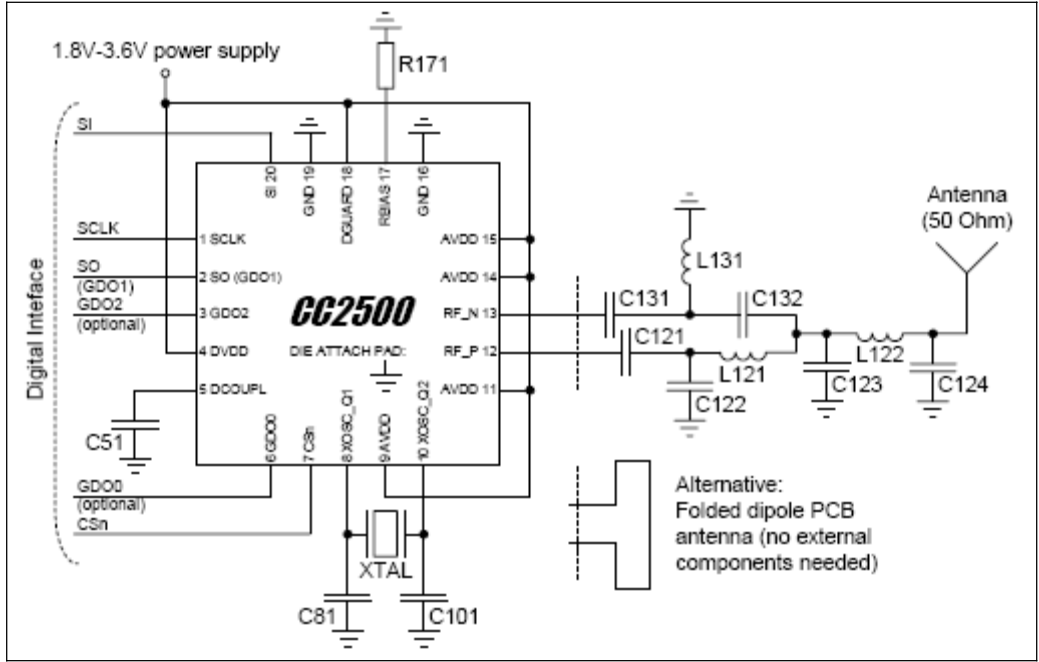 1.8V-3.6V power supply
R171
SI
SI 20
GND 19
DGUARD 18
RBIAS 17
GND 16
Antenna
(50 Ohm)
SCLK
1 SCLK
AVDD 15
L131
SO
(GDO1)
2 SO (GDO1)
AVDD 14
GDO2
(optional)
3 GDO2
CC2500
RF_N 13
C131
C132
Digital Inteface
4 DVDD
DIE ATTACH PAD:
RF_P 12
C121
L121
L122
5 DCOUPL
AVDD 11
C122
C123
C124
C51
6 GDO0
7 CSn
8 XOSC_Q1
9 AVDD
10 XOSC_Q2
GDO0
(optional)
CSn
XTAL
C81
C101
Alternative:
Folded dipole PCB
antenna (no external
components needed)